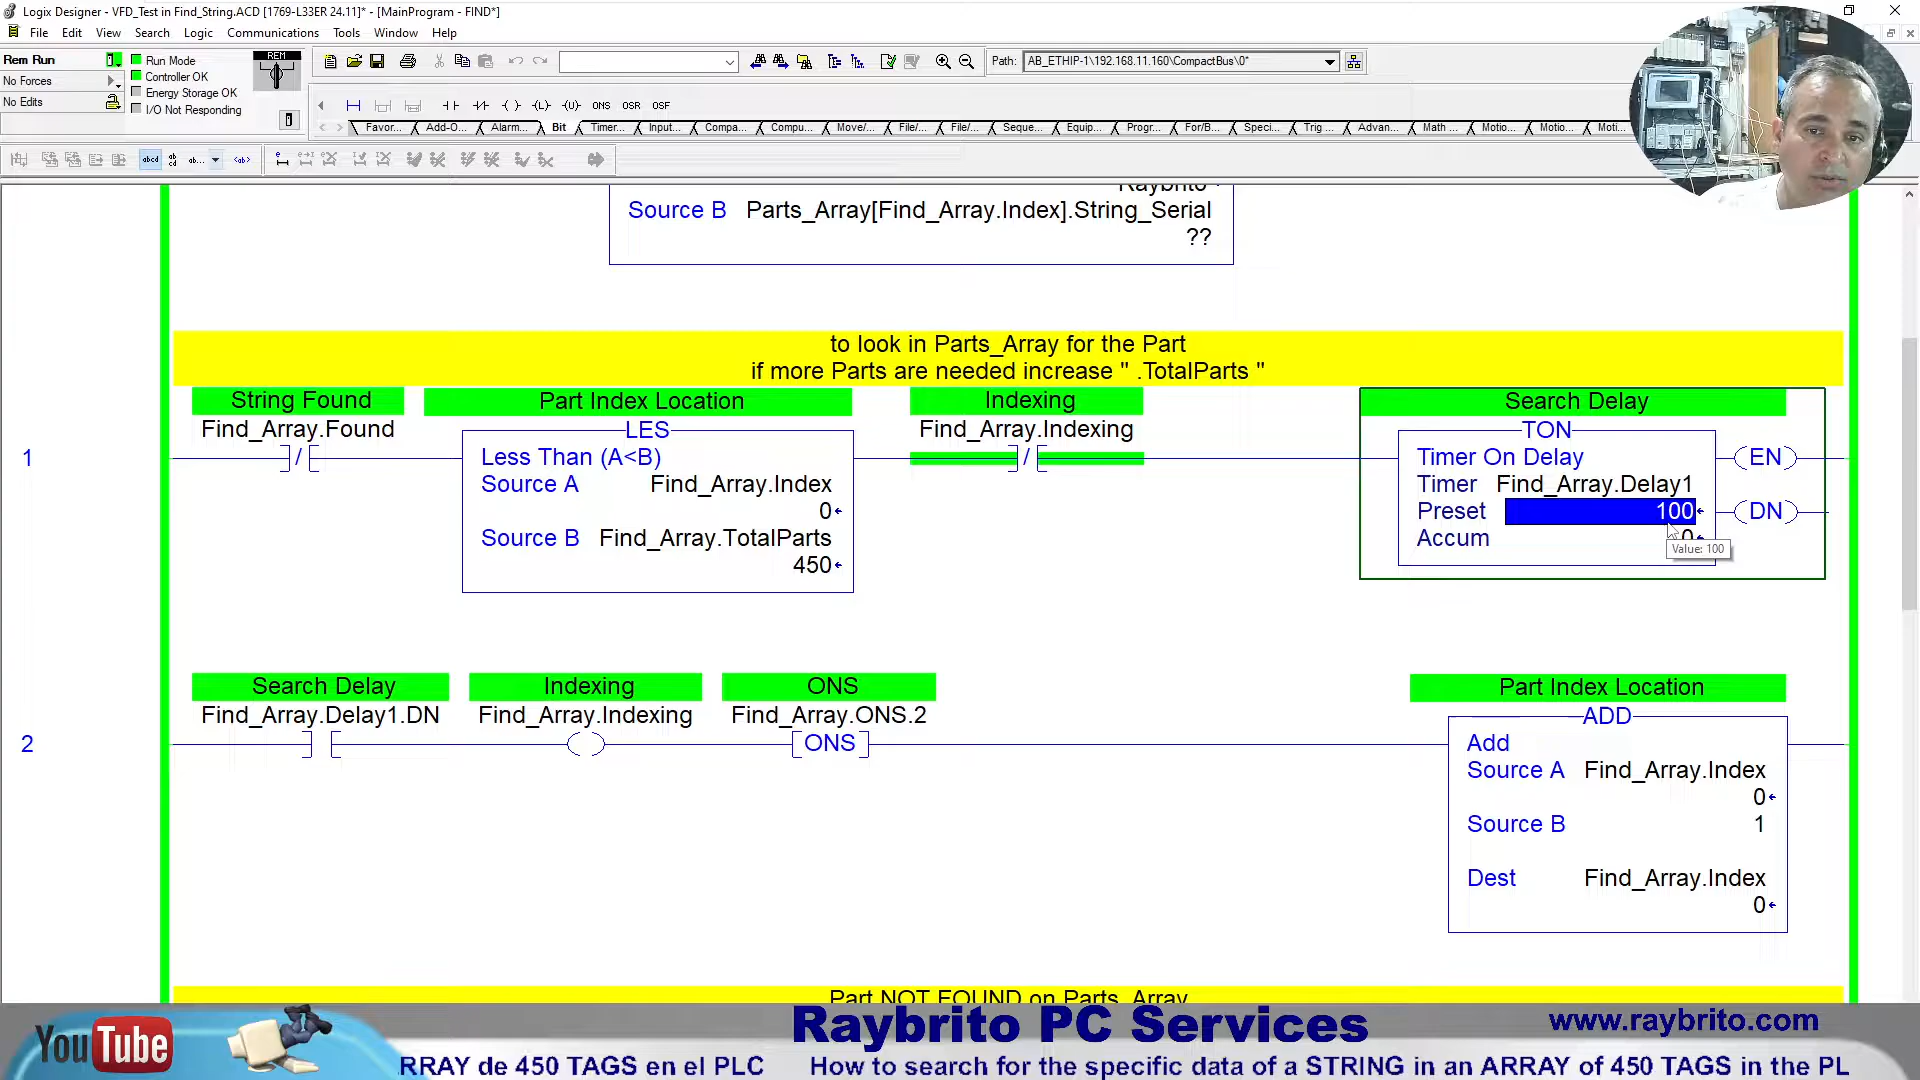 Logix Designer - VFD_Test in Find_String.ACD [1769-L33ER 24.11]* - [MainProgram - FIND*]
File Edit View Search Logic Communications Tools Window Help
Rem Run
No Forces
No Edits
Run Mode
Controller OK
Energy Storage OK
I/O Not Responding
REM
Path: AB_ETHIP-1\192.168.11.160\CompactBus\0*
ONS OSR OSF
Favor... Add-O... Alarm... Bit Timer... Input... Compa... Compu... Move/... File/... File/... Seque... Equip... Progr... For/B... Speci... Trig ... Advan... Math ... Motio... Motio... Moti...
abcd ab cd ab... <ab>
Raybrito
Source B Parts_Array[Find_Array.Index].String_Serial
??
to look in Parts_Array for the Part
if more Parts are needed increase " .TotalParts "
String Found Part Index Location Indexing Search Delay
Find_Array.Found LES Find_Array.Indexing TON
1 Less Than (A<B) Timer On Delay EN
Source A Find_Array.Index Timer Find_Array.Delay1
0 Preset 100 DN
Source B Find_Array.TotalParts Accum 0
450 Value: 100
Search Delay Indexing ONS Part Index Location
Find_Array.Delay1.DN Find_Array.Indexing Find_Array.ONS.2 ADD
2 ONS Add
Source A Find_Array.Index
0
Source B 1
Dest Find_Array.Index
0
Part NOT FOUND on Parts_Array
YouTube Raybrito PC Services www.raybrito.com
RRAY de 450 TAGS en el PLC How to search for the specific data of a STRING in an ARRAY of 450 TAGS in the PL